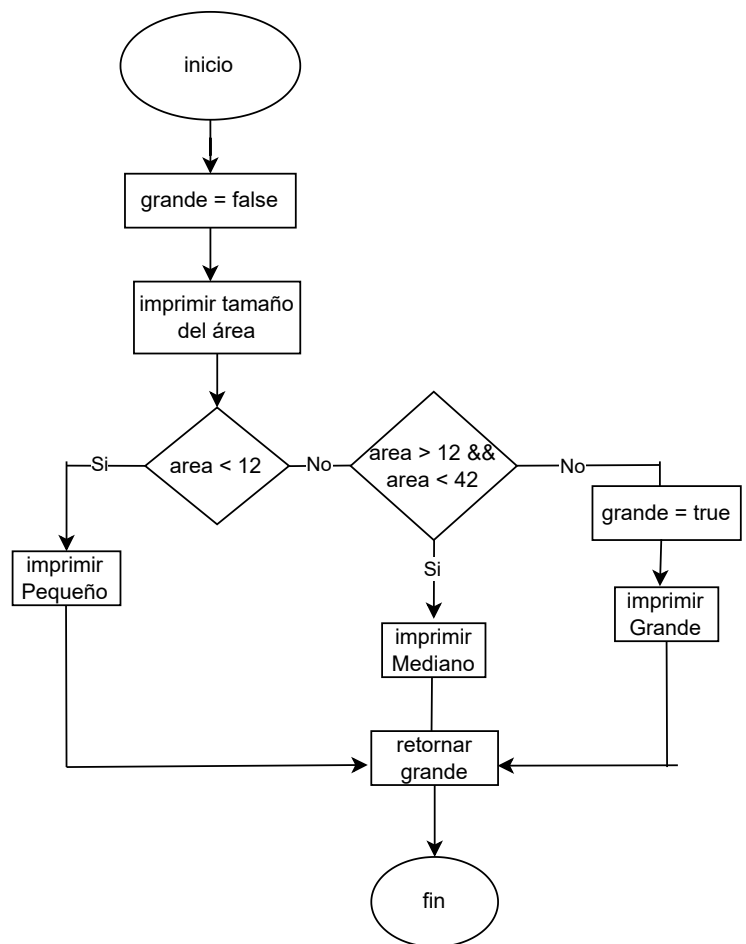 inicio
grande = false
imprimir tamaño
del área
area < 12
Si
No
area > 12 &&
area < 42
No
Si
grande = true
imprimir
Pequeño
imprimir
Mediano
imprimir
Grande
retornar
grande
fin